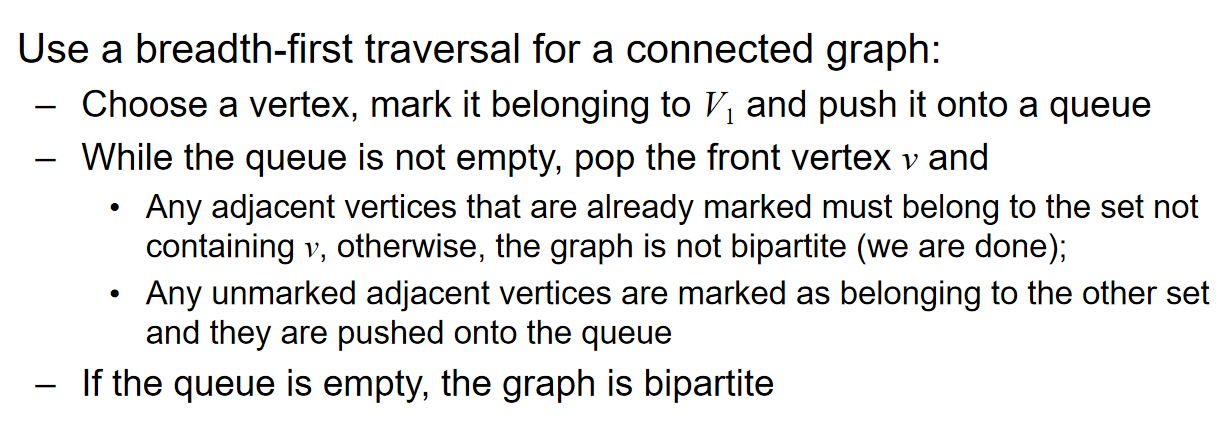 Use a breadth-first traversal for a connected graph:
– Choose a vertex, mark it belonging to V₁ and push it onto a queue
– While the queue is not empty, pop the front vertex v and
• Any adjacent vertices that are already marked must belong to the set not
containing v, otherwise, the graph is not bipartite (we are done);
• Any unmarked adjacent vertices are marked as belonging to the other set
and they are pushed onto the queue
– If the queue is empty, the graph is bipartite